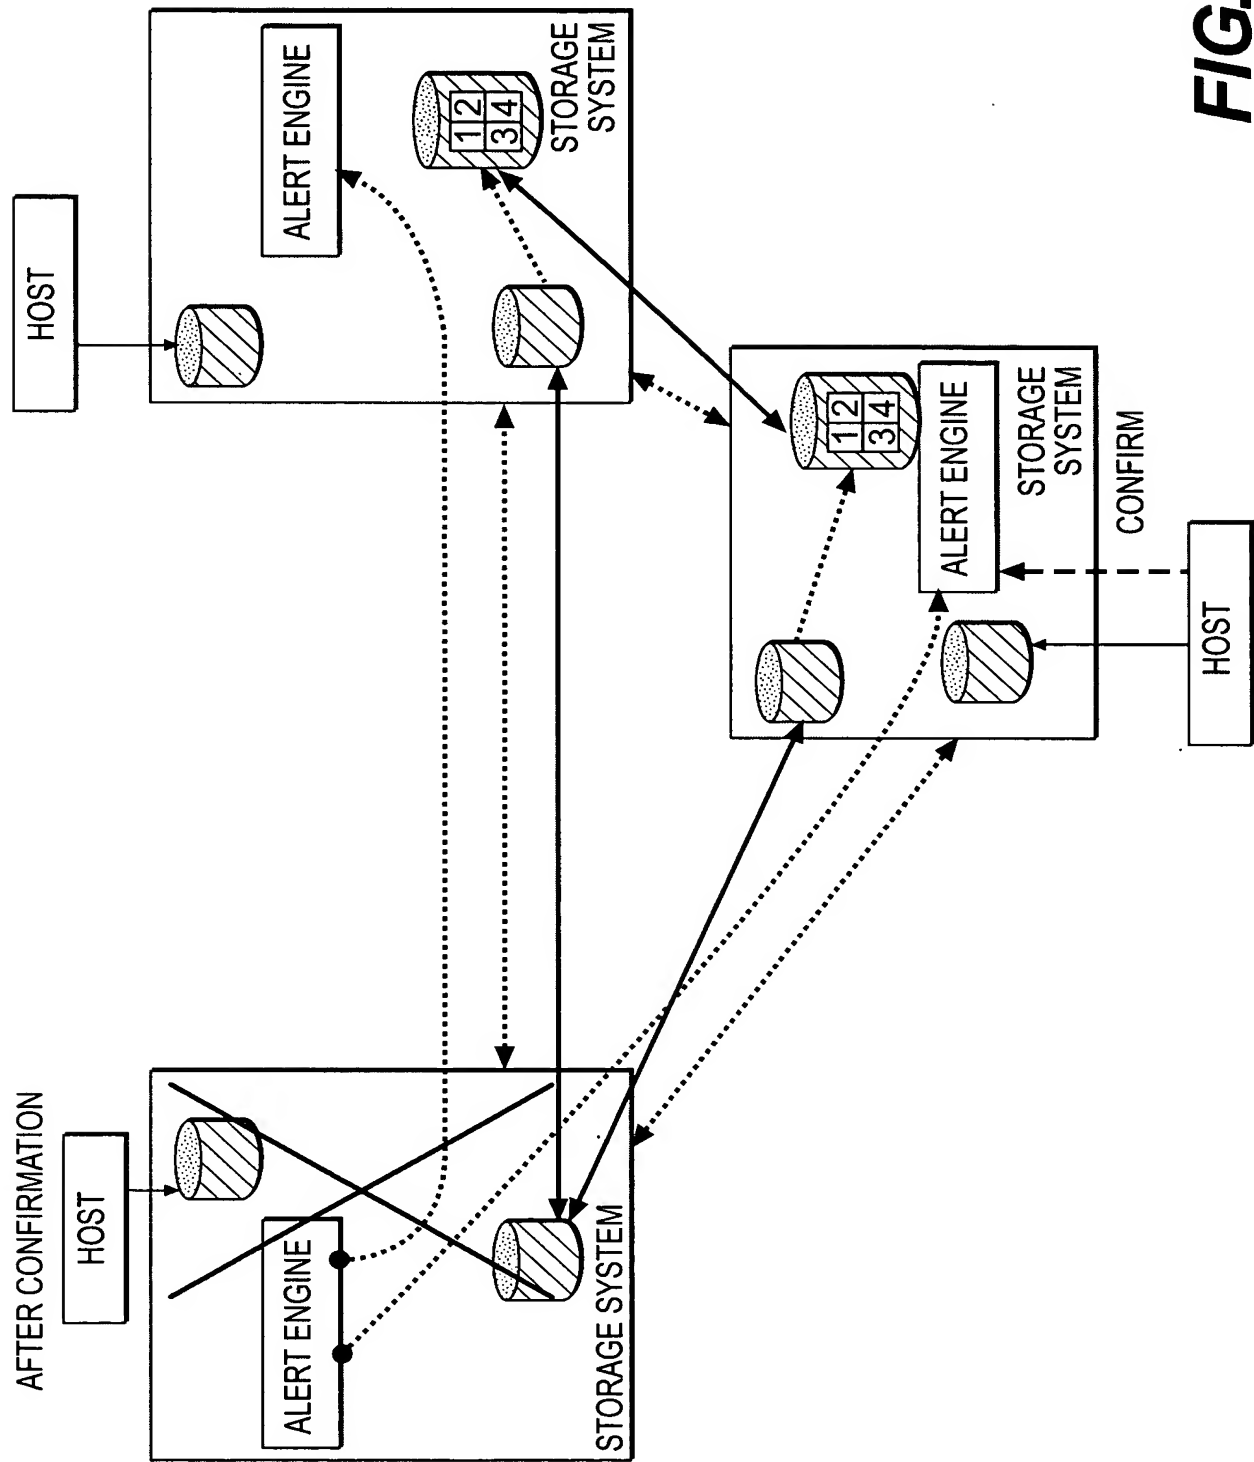 AFTER CONFIRMATION
HOST
ALERT ENGINE
STORAGE SYSTEM
HOST
ALERT ENGINE
1 2
3 4
STORAGE
SYSTEM
1 2
3 4
ALERT ENGINE
STORAGE
SYSTEM
CONFIRM
HOST
FIG.